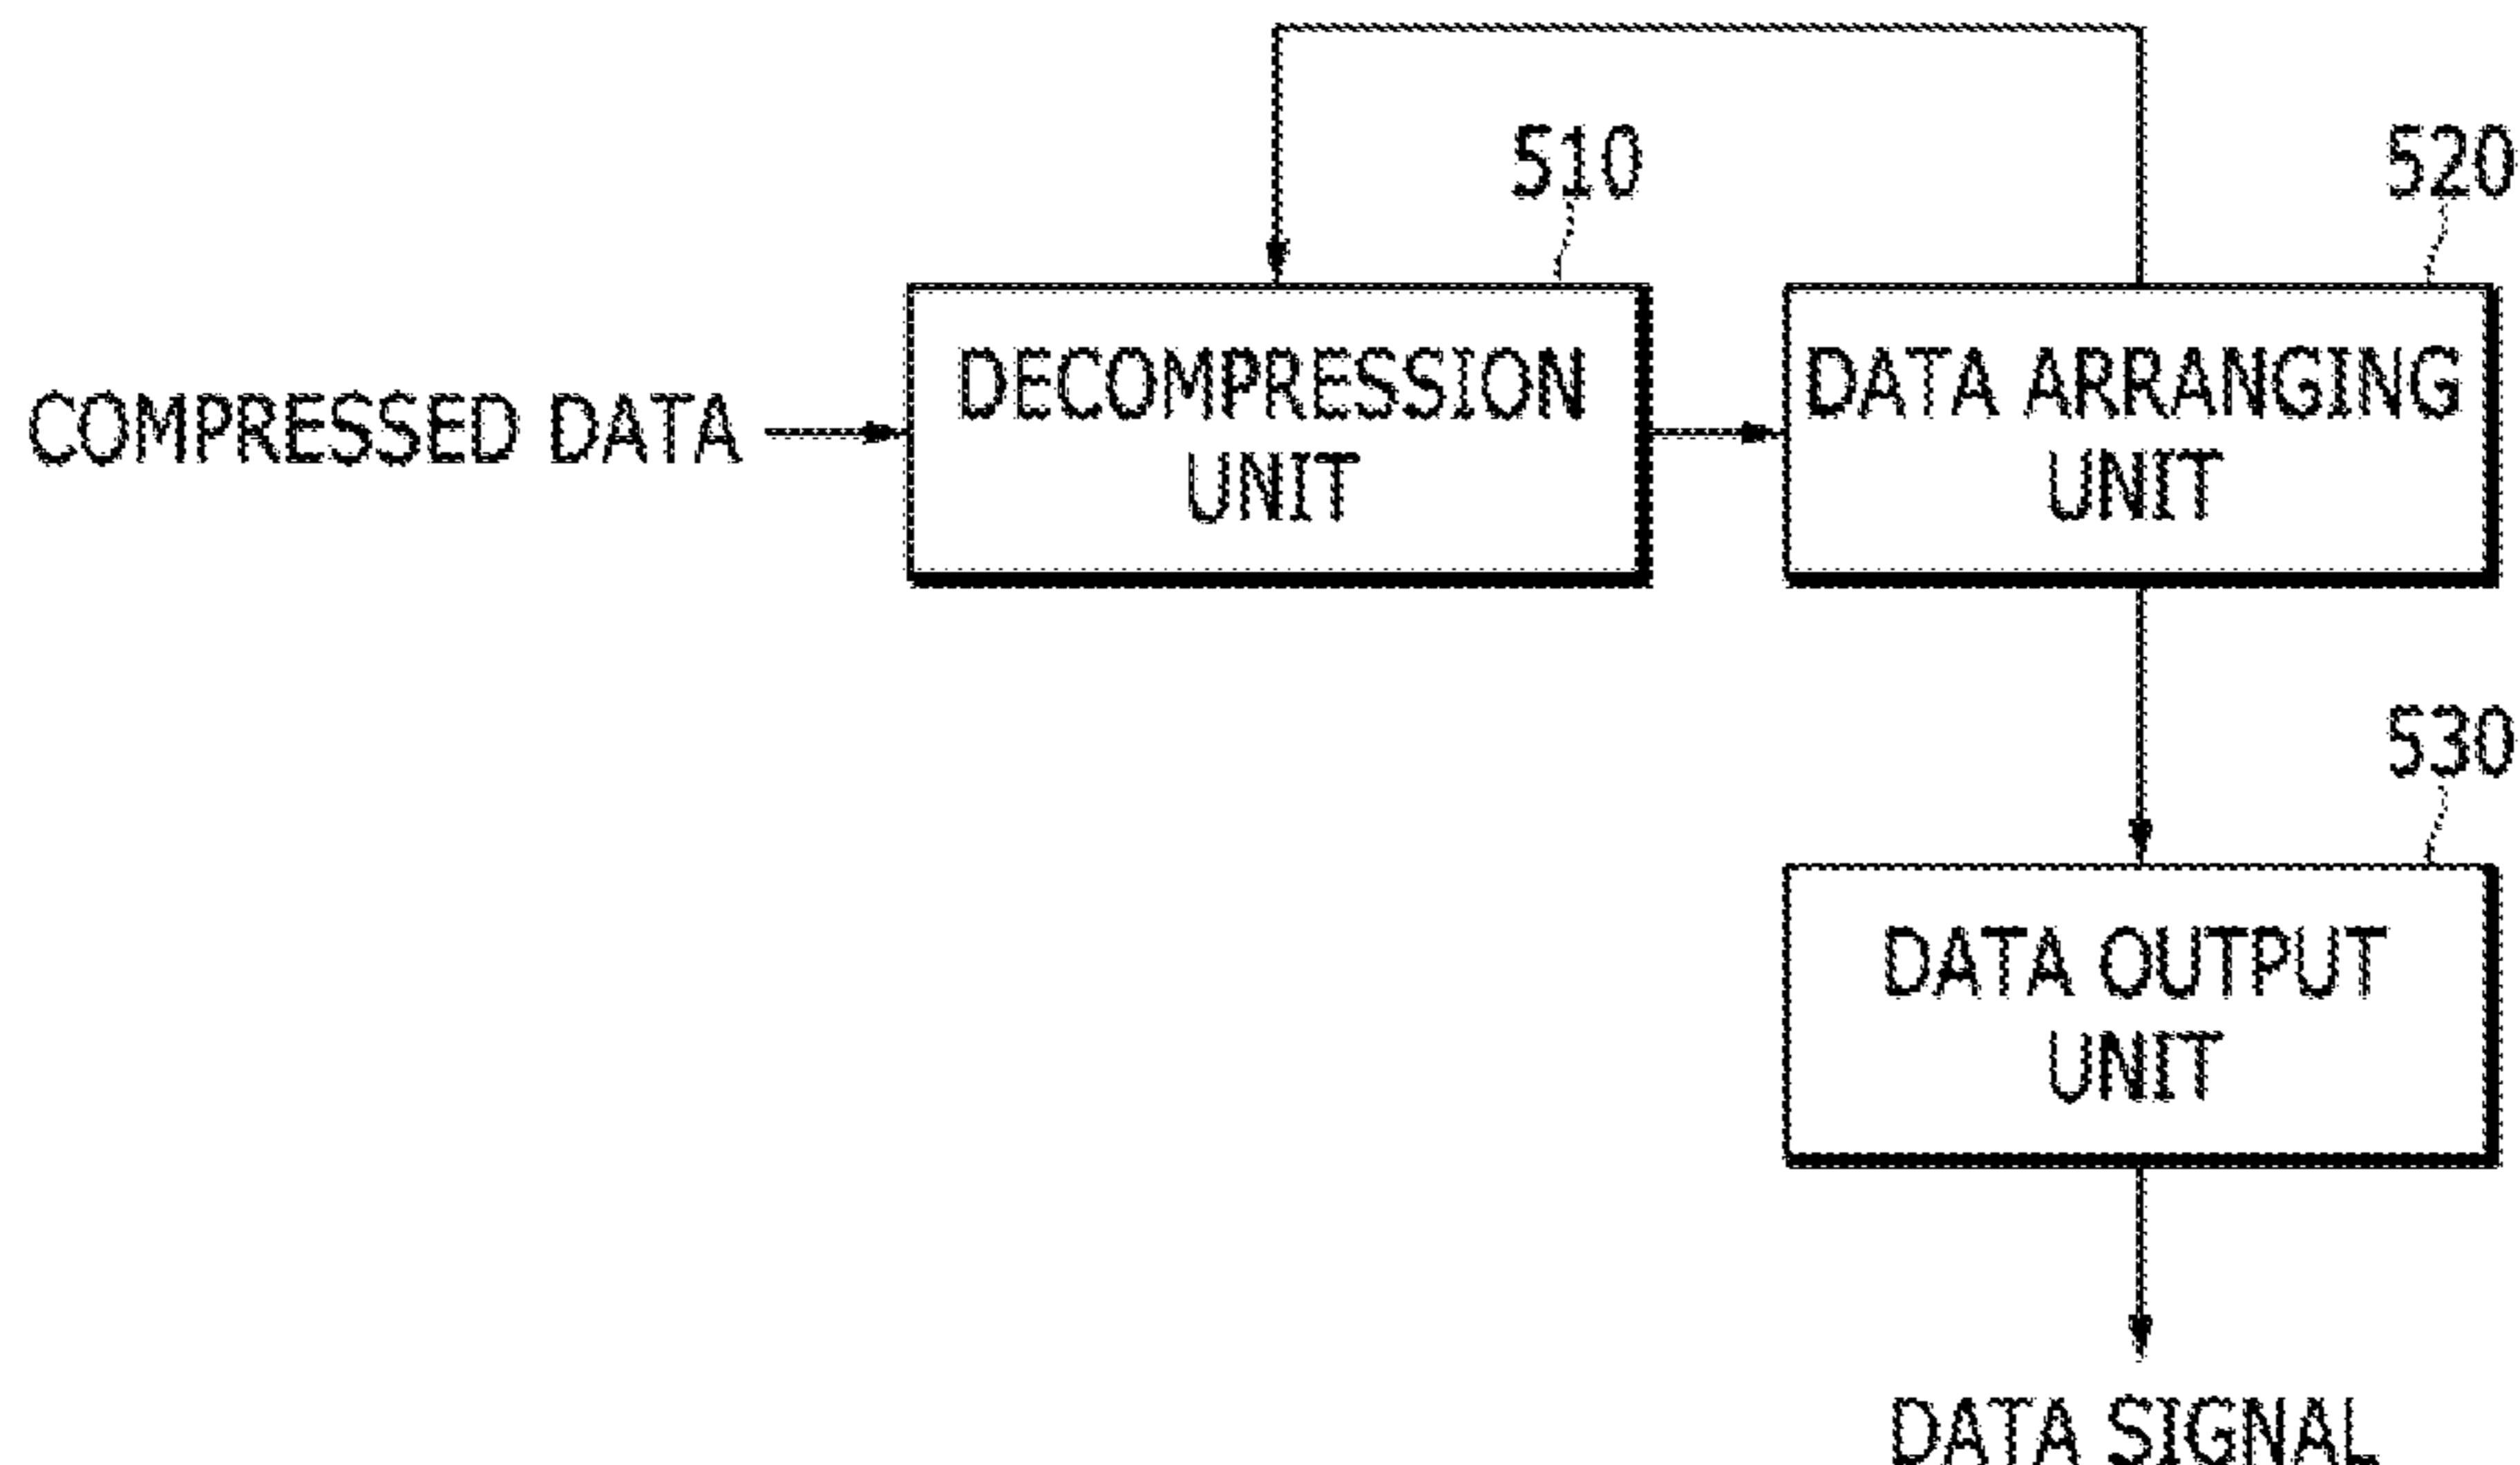 510
520
COMPRESSED DATA
DECOMPRESSION
UNIT
DATA ARRANGING
UNIT
530
DATA OUTPUT
UNIT
DATA SIGNAL